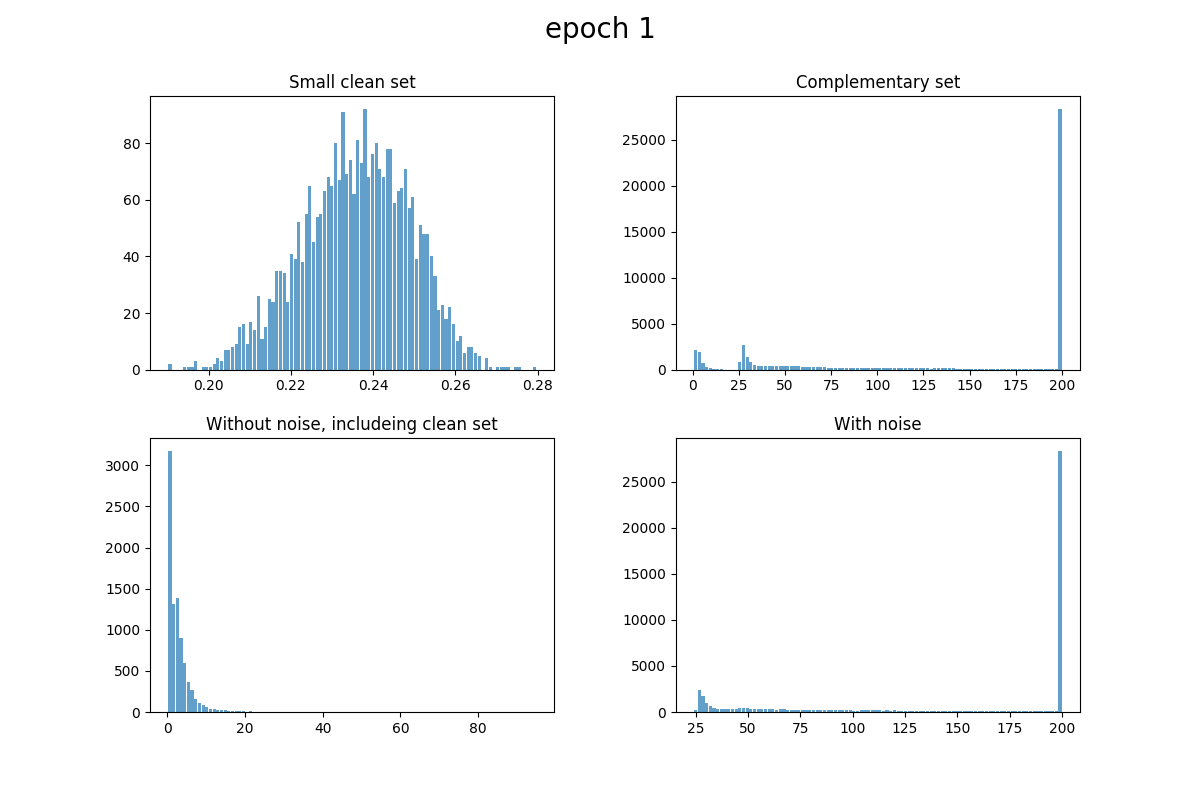 epoch 1
Small clean set
80
60
40
20
0
0.20 0.22 0.24 0.26 0.28
Complementary set
25000
20000
15000
10000
5000
0
0 25 50 75 100 125 150 175 200
Without noise, includeing clean set
3000
2500
2000
1500
1000
500
0
0 20 40 60 80
With noise
25000
20000
15000
10000
5000
0
25 50 75 100 125 150 175 200